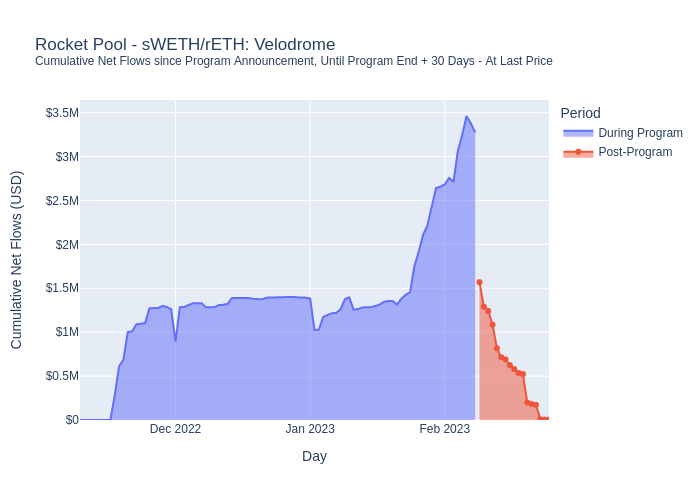 Rocket Pool - sWETH/rETH: Velodrome
Cumulative Net Flows since Program Announcement, Until Program End + 30 Days - At Last Price
Period
During Program
Post-Program
Cumulative Net Flows (USD)
$3.5M
$3M
$2.5M
$2M
$1.5M
$1M
$0.5M
$0
Dec 2022
Jan 2023
Feb 2023
Day